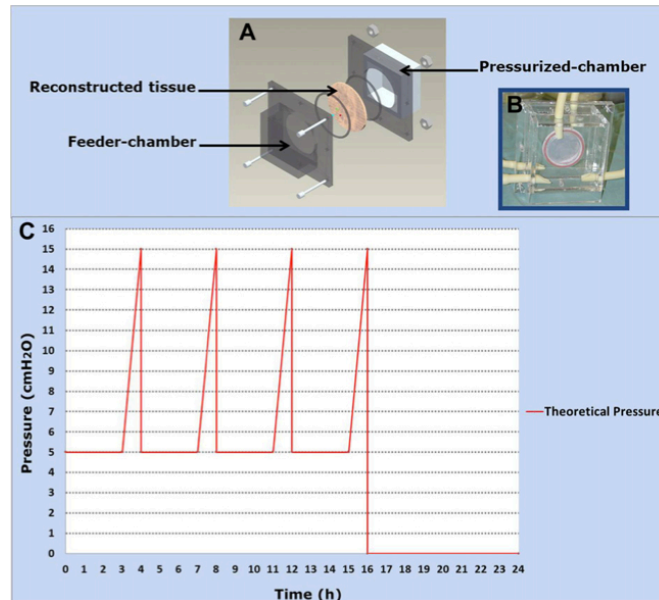 A
Pressurized-chamber
Reconstructed tissue
B
Feeder-chamber
C
16
15
14
13
12
11
10
9
8
7
6
5
4
3
2
1
0
Pressure (cmH2O)
Theoretical Pressure
0 1 2 3 4 5 6 7 8 9 10 11 12 13 14 15 16 17 18 19 20 21 22 23 24
Time (h)